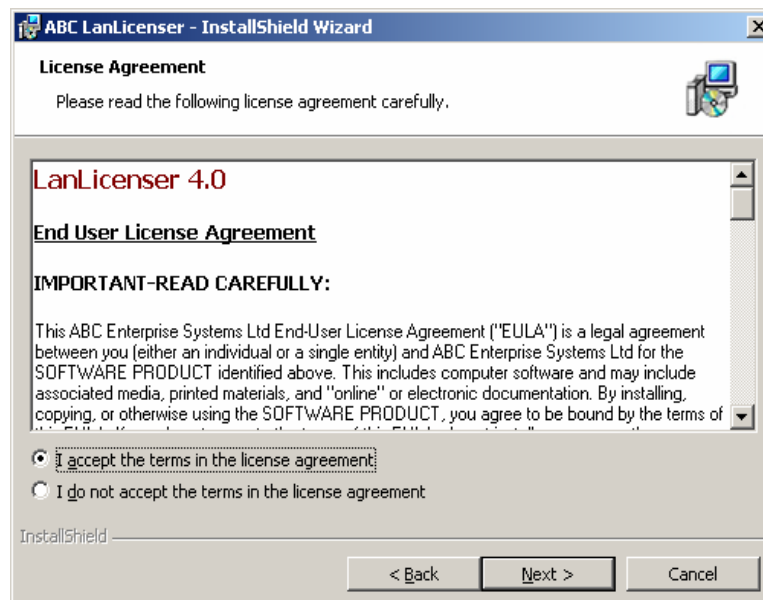 ABC LanLicenser - InstallShield Wizard
License Agreement
Please read the following license agreement carefully.
LanLicenser 4.0
End User License Agreement
IMPORTANT-READ CAREFULLY:
This ABC Enterprise Systems Ltd End-User License Agreement ("EULA") is a legal agreement
between you (either an individual or a single entity) and ABC Enterprise Systems Ltd for the
SOFTWARE PRODUCT identified above. This includes computer software and may include
associated media, printed materials, and "online" or electronic documentation. By installing,
copying, or otherwise using the SOFTWARE PRODUCT, you agree to be bound by the terms of
I accept the terms in the license agreement
I do not accept the terms in the license agreement
InstallShield
< Back
Next >
Cancel